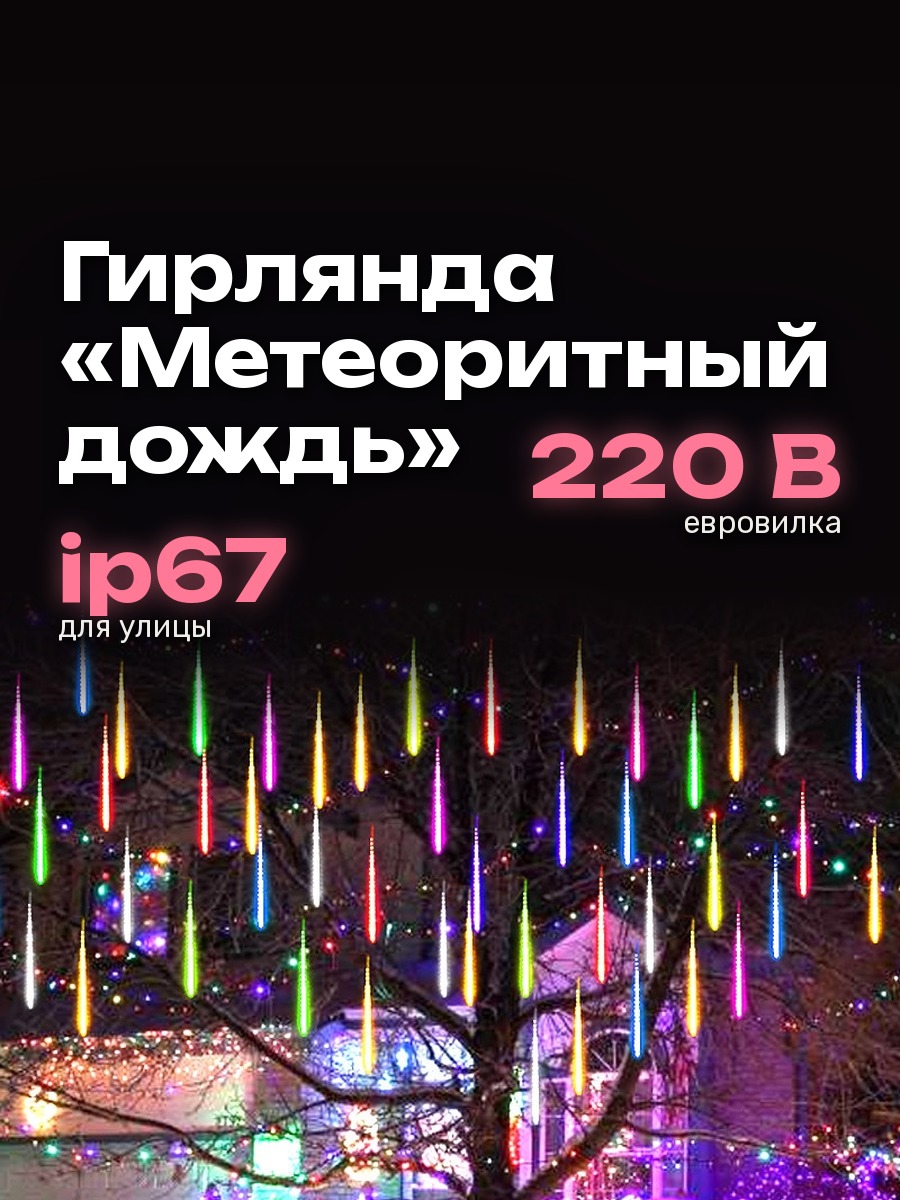 Гирлянда
«Метеоритный
дождь»
220 В
евровилка
ip67
для улицы